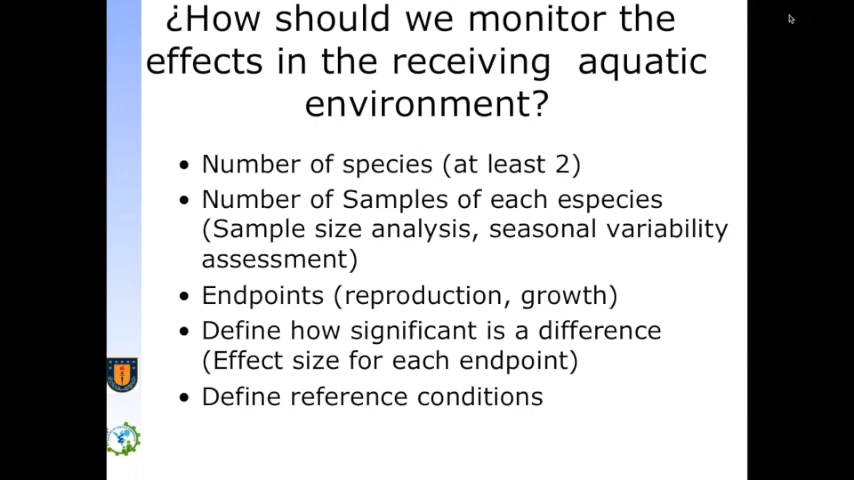 ¿How should we monitor the
effects in the receiving aquatic
environment?
• Number of species (at least 2)
• Number of Samples of each especies
(Sample size analysis, seasonal variability
assessment)
• Endpoints (reproduction, growth)
• Define how significant is a difference
(Effect size for each endpoint)
• Define reference conditions